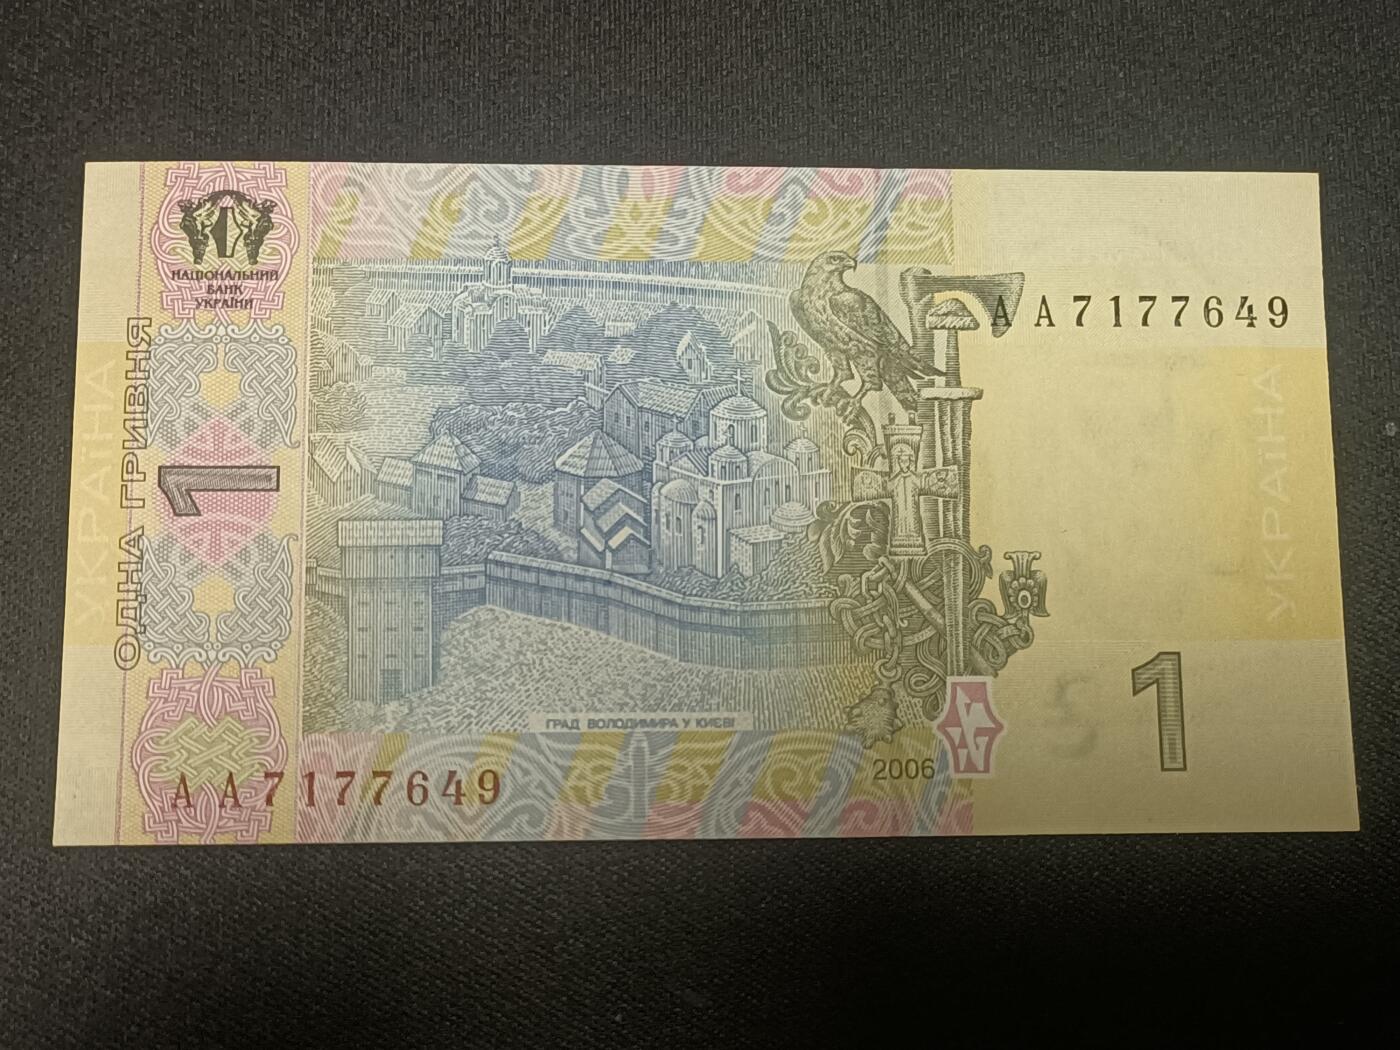 НАЦІОНАЛЬНИЙ
БАНК
УКРАЇНИ
АА7177649
УКРАЇНА
ОДНА ГРИВНЯ
1
УКРАЇНА
ГРАД ВОЛОДИМИРА У КИЄВІ
1
2006
АА7177649